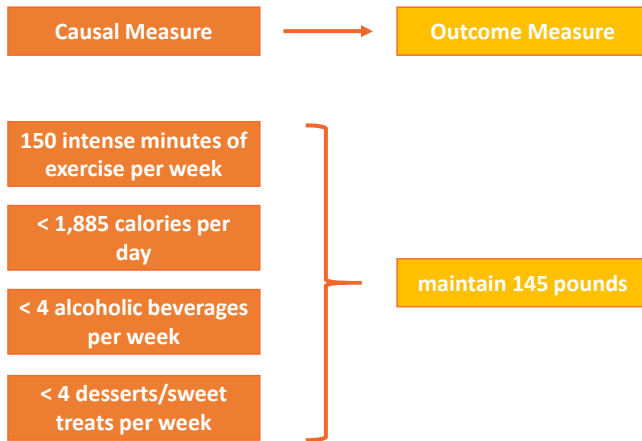 Causal Measure
Outcome Measure
150 intense minutes of
exercise per week
< 1,885 calories per
day
< 4 alcoholic beverages
per week
< 4 desserts/sweet
treats per week
maintain 145 pounds